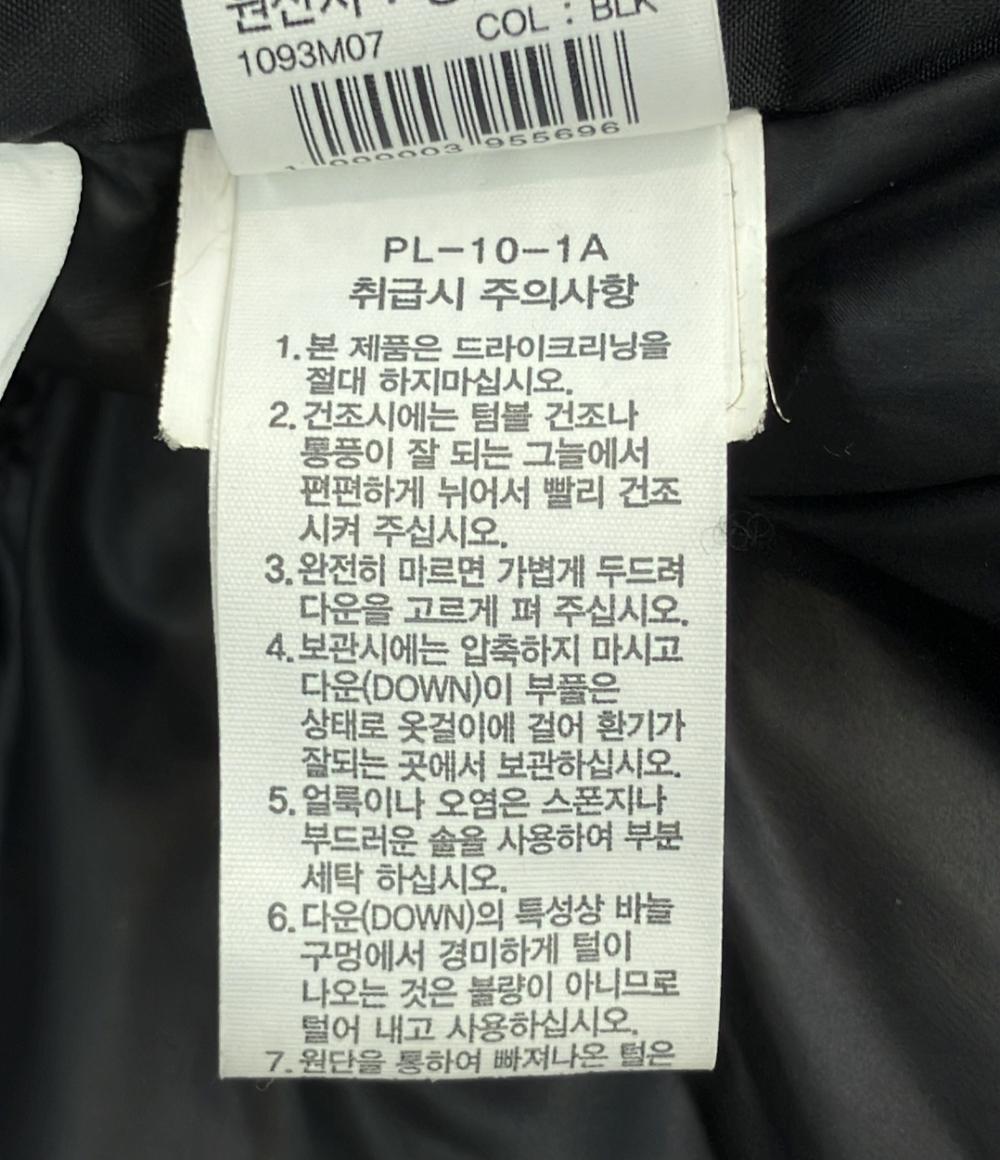 COL : BLK
1093M07
955696
PL-10-1A
취급시 주의사항
1. 본 제품은 드라이크리닝을
절대 하지마십시오.
2. 건조시에는 텀블 건조나
통풍이 잘 되는 그늘에서
편편하게 뉘어서 빨리 건조
시켜 주십시오.
3. 완전히 마르면 가볍게 두드려
다운을 고르게 펴 주십시오.
4. 보관시에는 압축하지 마시고
다운(DOWN)이 부풀은
상태로 옷걸이에 걸어 환기가
잘되는 곳에서 보관하십시오.
5. 얼룩이나 오염은 스폰지나
부드러운 솔을 사용하여 부분
세탁 하십시오.
6. 다운(DOWN)의 특성상 바늘
구멍에서 경미하게 털이
나오는 것은 불량이 아니므로
털어 내고 사용하십시오.
7. 원단을 통하여 빠져나온 털은